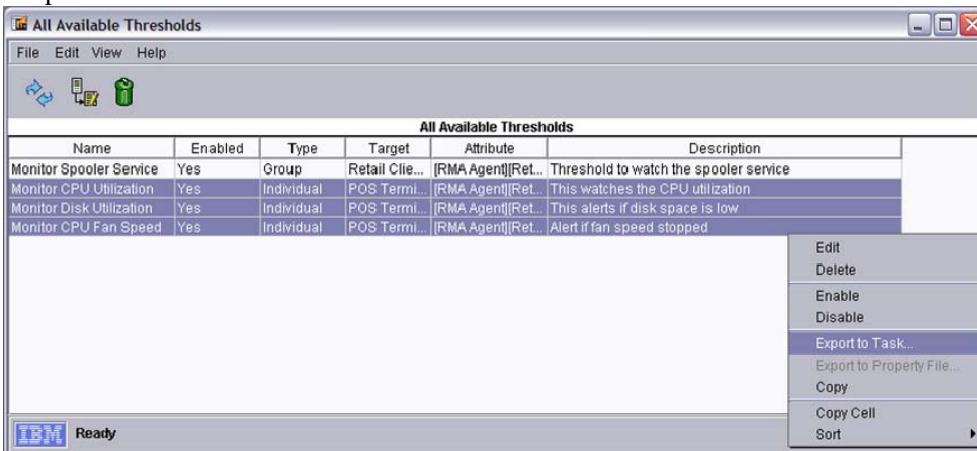 All Available Thresholds
File Edit View Help
All Available Thresholds
Name Enabled Type Target Attribute Description
Monitor Spooler Service Yes Group Retail Clie... [RMA Agent][Ret... Threshold to watch the spooler service
Monitor CPU Utilization Yes Individual POS Termi... [RMA Agent][Ret... This watches the CPU utilization
Monitor Disk Utilization Yes Individual POS Termi... [RMA Agent][Ret... This alerts if disk space is low
Monitor CPU Fan Speed Yes Individual POS Termi... [RMA Agent][Ret... Alert if fan speed stopped
Edit
Delete
Enable
Disable
Export to Task...
Export to Property File...
Copy
Copy Cell
Sort
IBM Ready